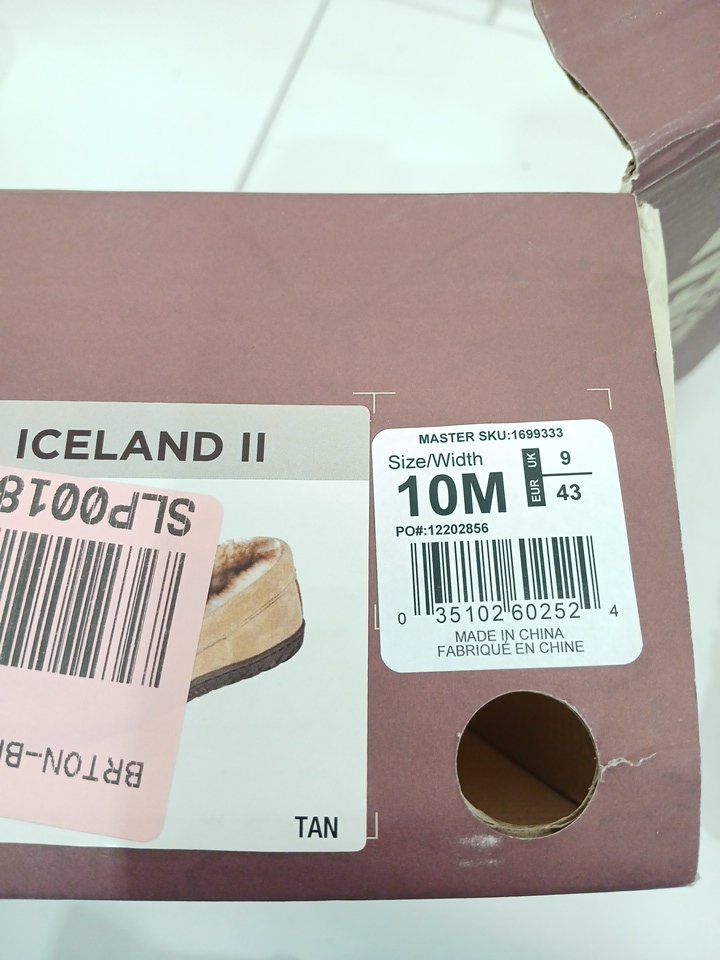 ICELAND II
SLP0018
BRTON-B
TAN
MASTER SKU:1699333
Size/Width
10M
UK 9
EUR 43
PO#:12202856
0 35102 60252 4
MADE IN CHINA
FABRIQUÉ EN CHINE